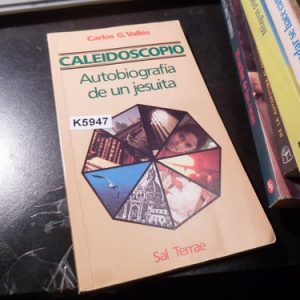 Carlos G. Vallés
CALEIDOSCOPIO
Autobiografía
de un jesuita
K5947
Sal Terrae